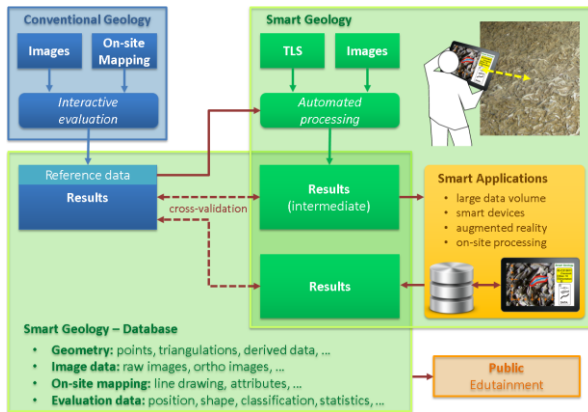 Conventional Geology
Images
On-site
Mapping
Interactive
evaluation
Smart Geology
TLS
Images
Automated
processing
Reference data
Results
cross-validation
Results
(intermediate)
Results
Smart Applications
• large data volume
• smart devices
• augmented reality
• on-site processing
Smart Geology – Database
• Geometry: points, triangulations, derived data, ...
• Image data: raw images, ortho images, ...
• On-site mapping: line drawing, attributes, ...
• Evaluation data: position, shape, classification, statistics, ...
Public
Edutainment